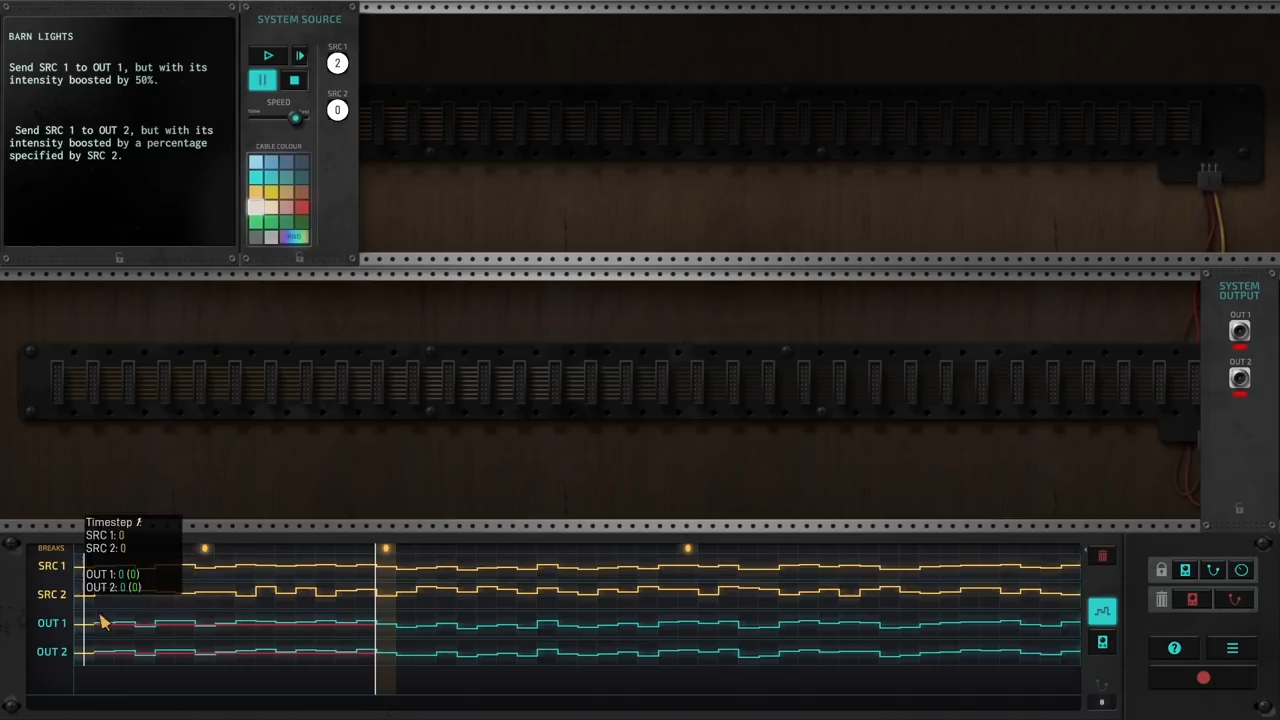 BARN LIGHTS
Send SRC 1 to OUT 1, but with its
intensity boosted by 50%.
Send SRC 1 to OUT 2, but with its
intensity boosted by a percentage
specified by SRC 2.
SYSTEM SOURCE
SRC 1
2
SRC 2
0
SPEED
CABLE COLOUR
RND
SYSTEM
OUTPUT
OUT 1
OUT 2
Timestep 1:
SRC 1: 0
SRC 2: 0
OUT 1: 0 (0)
OUT 2: 0 (0)
BREAKS
SRC 1
SRC 2
OUT 1
OUT 2
?
0